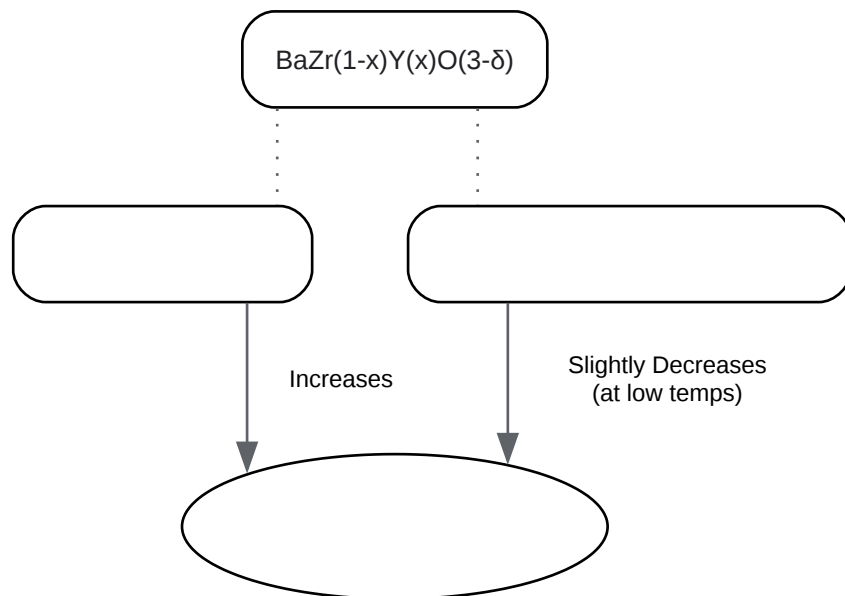 BaZr(1-x)Y(x)O(3-δ)
Increases
Slightly Decreases
(at low temps)